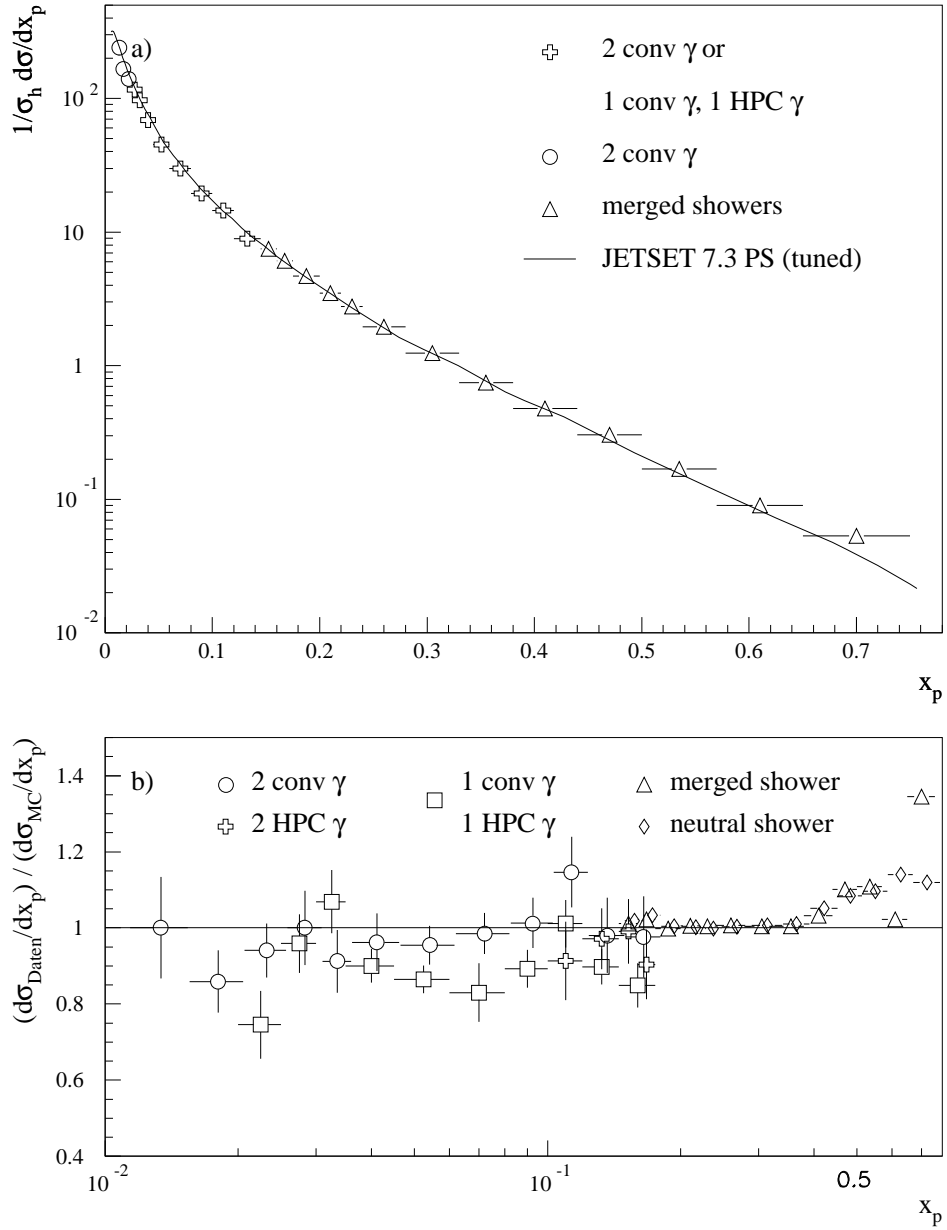 1/σ_h dσ/dx_p
a)
2 conv γ or
1 conv γ, 1 HPC γ
2 conv γ
merged showers
JETSET 7.3 PS (tuned)
10^2
10
1
10^-1
10^-2
0 0.1 0.2 0.3 0.4 0.5 0.6 0.7
x_p
(dσ_Daten/dx_p) / (dσ_MC/dx_p)
b)
2 conv γ 1 conv γ merged shower
2 HPC γ 1 HPC γ neutral shower
1.4
1.2
1
0.8
0.6
0.4
10^-2 10^-1 0.5
x_p